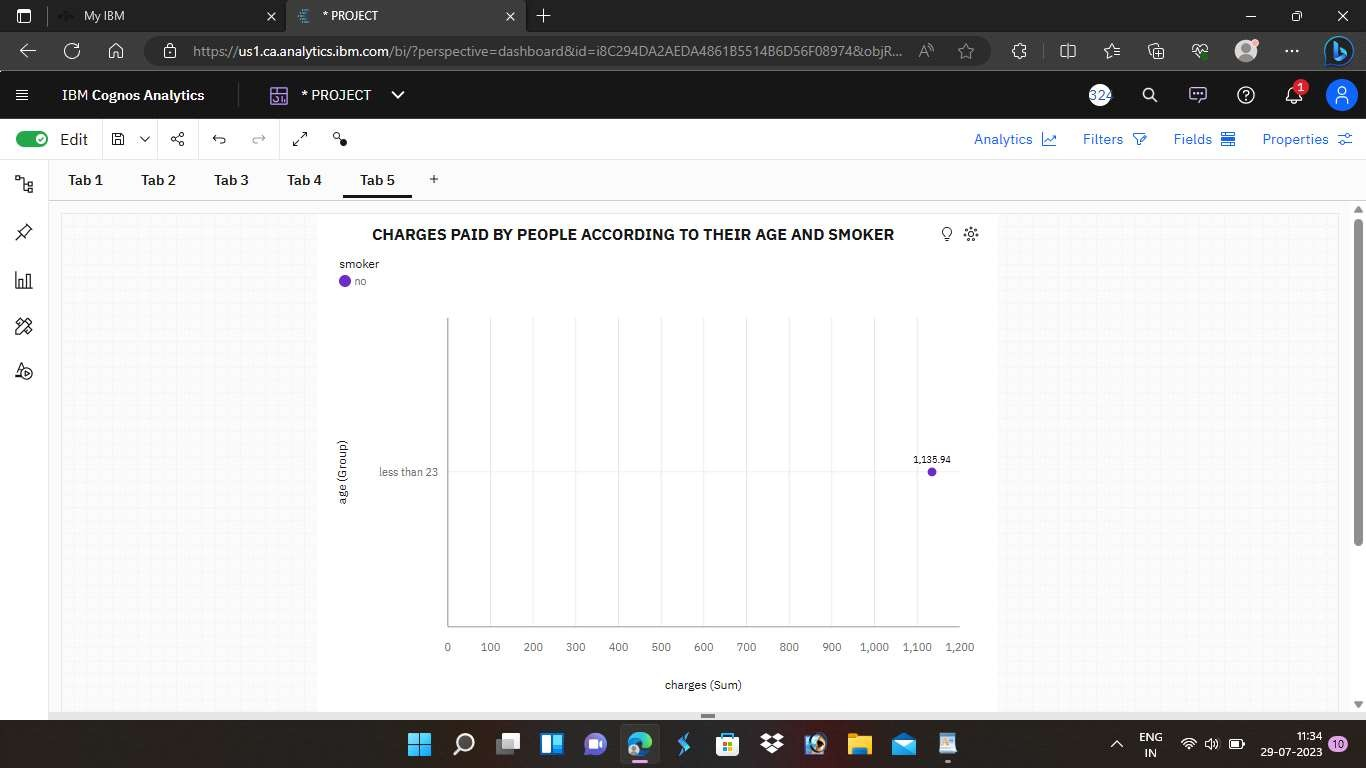 My IBM
* PROJECT
https://us1.ca.analytics.ibm.com/bi/?perspective=dashboard&id=i8C294DA2AEDA4861B5514B6D56F08974&objR...
IBM Cognos Analytics
* PROJECT
324
1
Edit
Analytics
Filters
Fields
Properties
Tab 1
Tab 2
Tab 3
Tab 4
Tab 5
CHARGES PAID BY PEOPLE ACCORDING TO THEIR AGE AND SMOKER
smoker
no
age (Group)
less than 23
1,135.94
0 100 200 300 400 500 600 700 800 900 1,000 1,100 1,200
charges (Sum)
ENG
IN
11:34
29-07-2023
10